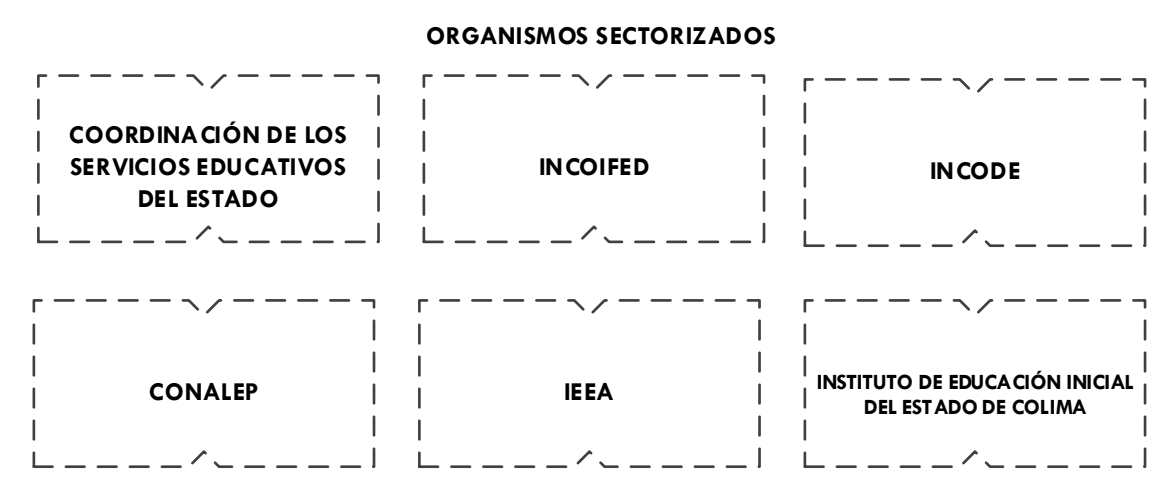 ORGANISMOS SECTORIZADOS
COORDINACIÓN DE LOS
SERVICIOS EDUCATIVOS
DEL ESTADO
INCOIFED
INCODE
CONALEP
IEEA
INSTITUTO DE EDUCACIÓN INICIAL
DEL ESTADO DE COLIMA